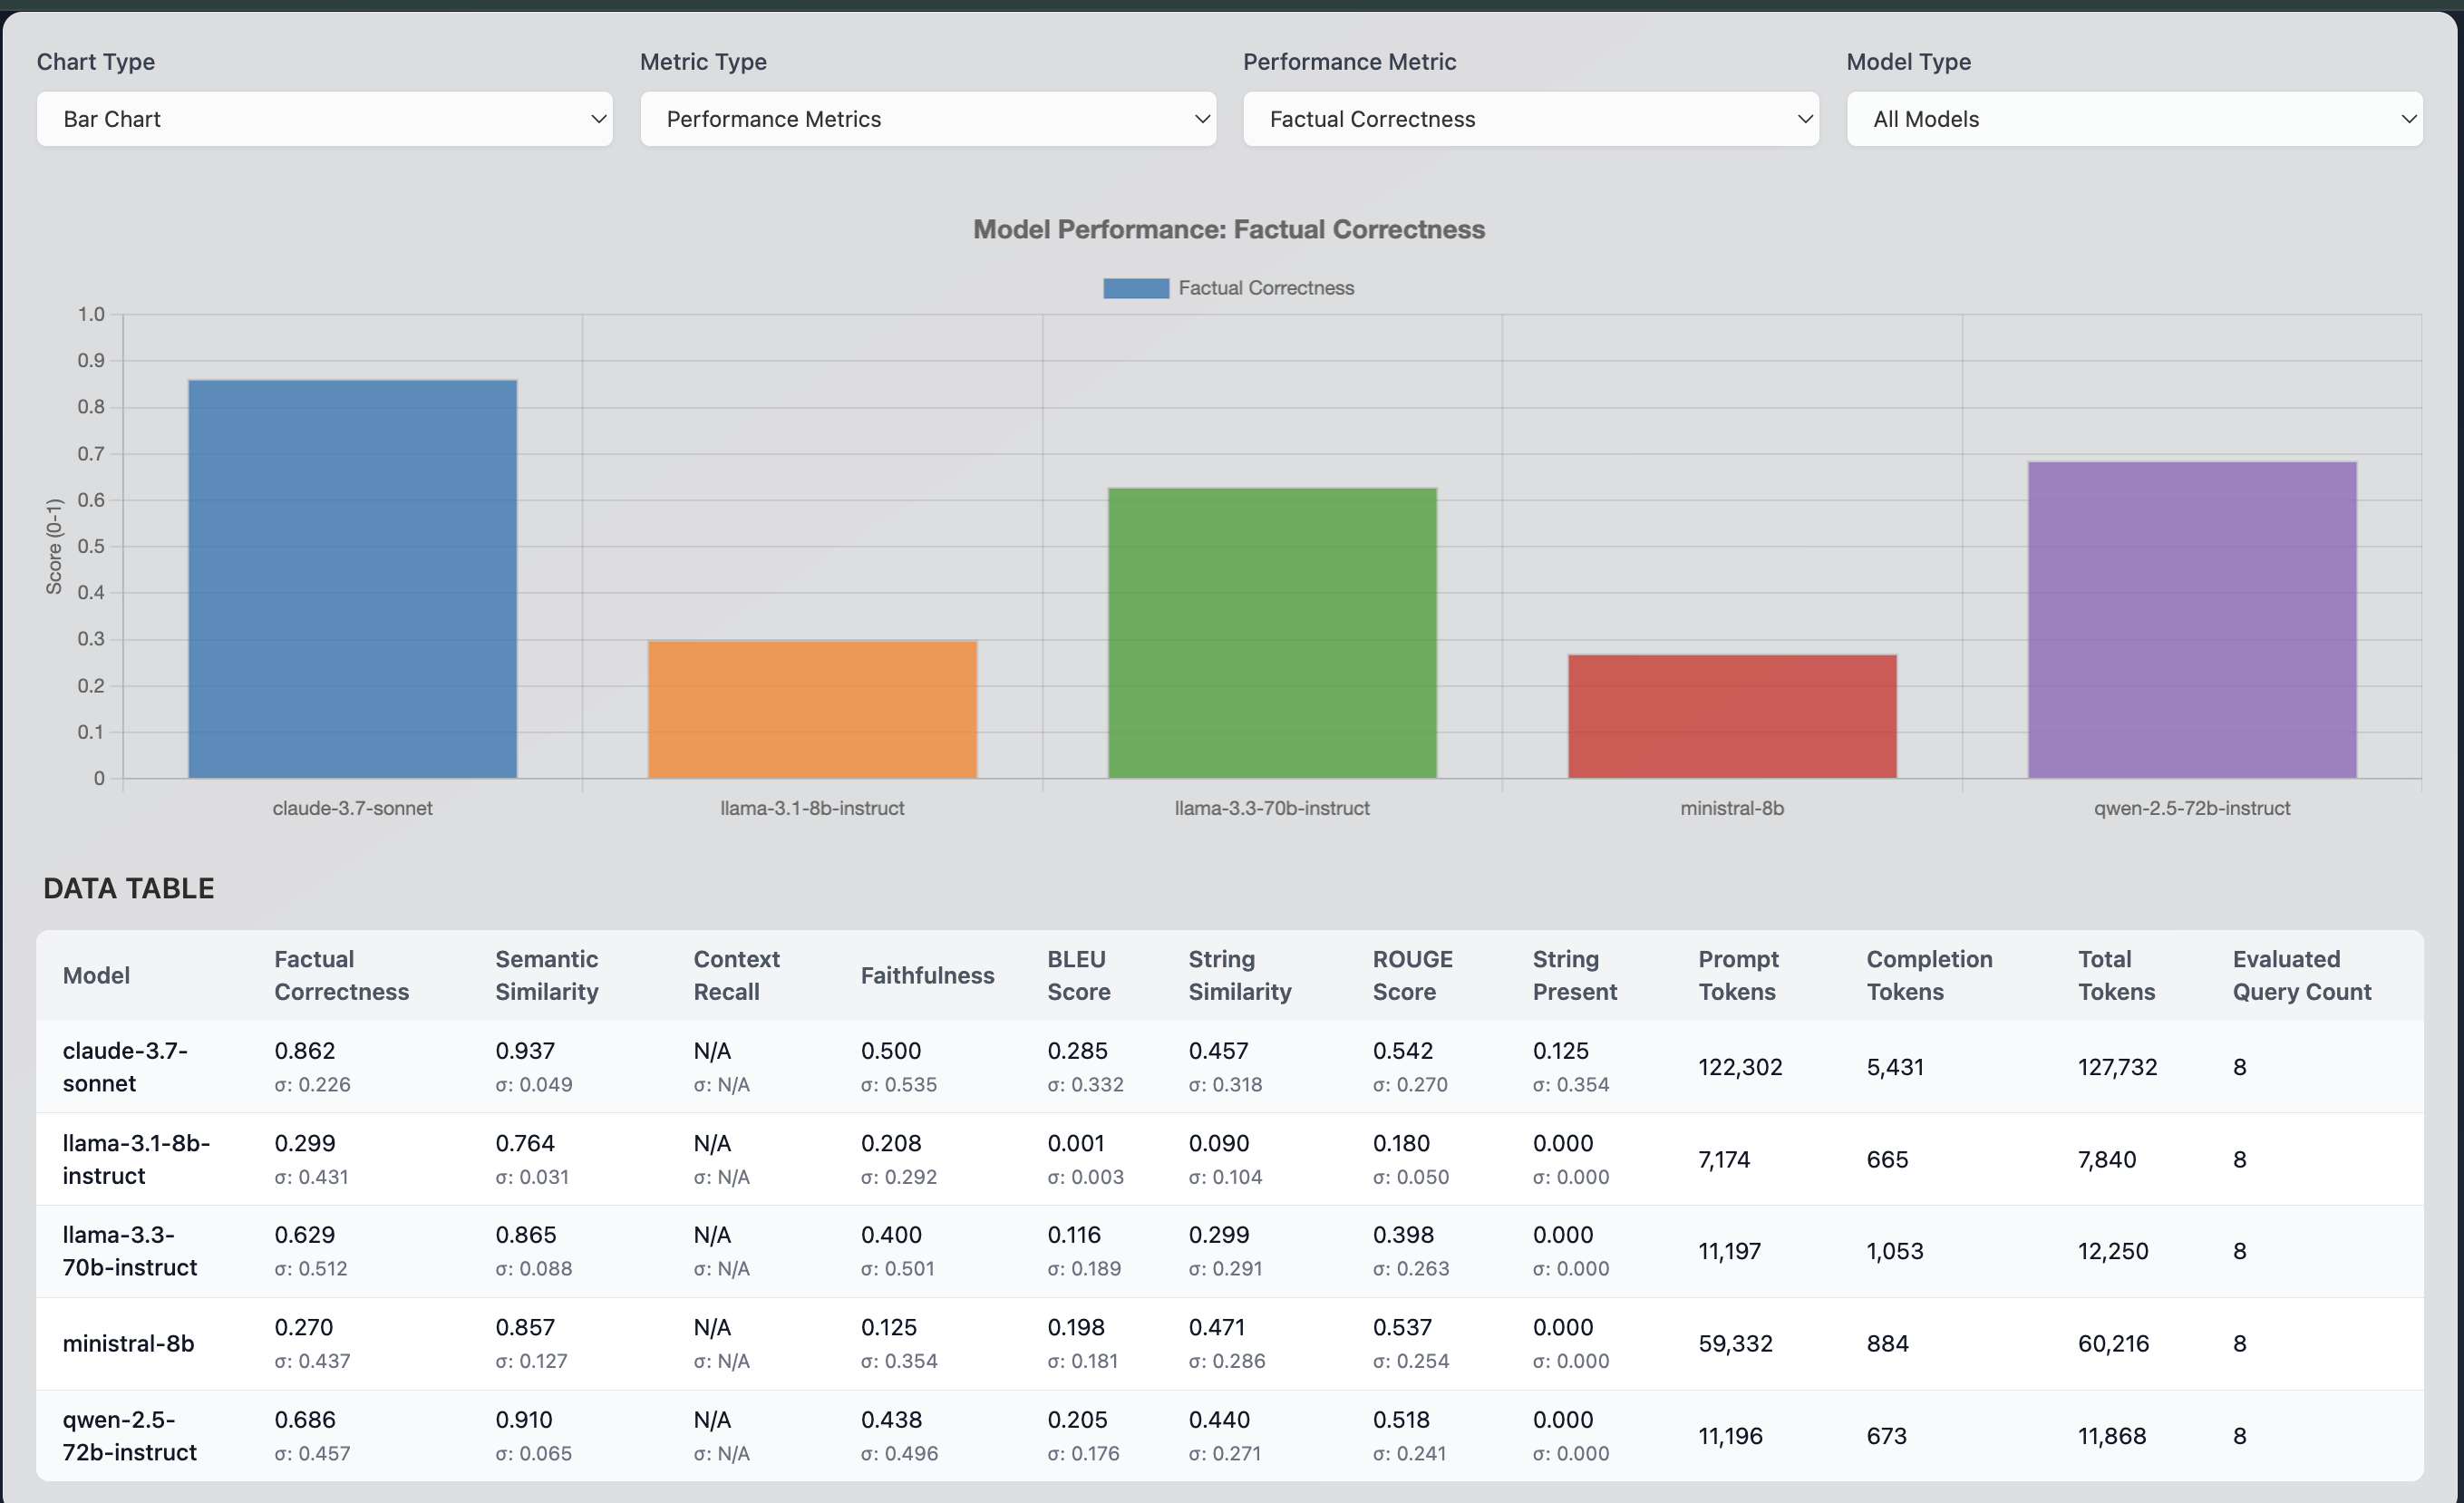 Chart Type Metric Type Performance Metric Model Type
Bar Chart Performance Metrics Factual Correctness All Models
Model Performance: Factual Correctness
Factual Correctness
1.0
0.9
0.8
0.7
0.6
0.5
0.4
0.3
0.2
0.1
0
Score (0-1)
claude-3.7-sonnet llama-3.1-8b-instruct llama-3.3-70b-instruct ministral-8b qwen-2.5-72b-instruct
DATA TABLE
Model Factual Correctness Semantic Similarity Context Recall Faithfulness BLEU Score String Similarity ROUGE Score String Present Prompt Tokens Completion Tokens Total Tokens Evaluated Query Count
claude-3.7-sonnet 0.862 0.937 N/A 0.500 0.285 0.457 0.542 0.125 122,302 5,431 127,732 8
σ: 0.226 σ: 0.049 σ: N/A σ: 0.535 σ: 0.332 σ: 0.318 σ: 0.270 σ: 0.354
llama-3.1-8b-instruct 0.299 0.764 N/A 0.208 0.001 0.090 0.180 0.000 7,174 665 7,840 8
σ: 0.431 σ: 0.031 σ: N/A σ: 0.292 σ: 0.003 σ: 0.104 σ: 0.050 σ: 0.000
llama-3.3-70b-instruct 0.629 0.865 N/A 0.400 0.116 0.299 0.398 0.000 11,197 1,053 12,250 8
σ: 0.512 σ: 0.088 σ: N/A σ: 0.501 σ: 0.189 σ: 0.291 σ: 0.263 σ: 0.000
ministral-8b 0.270 0.857 N/A 0.125 0.198 0.471 0.537 0.000 59,332 884 60,216 8
σ: 0.437 σ: 0.127 σ: N/A σ: 0.354 σ: 0.181 σ: 0.286 σ: 0.254 σ: 0.000
qwen-2.5-72b-instruct 0.686 0.910 N/A 0.438 0.205 0.440 0.518 0.000 11,196 673 11,868 8
σ: 0.457 σ: 0.065 σ: N/A σ: 0.496 σ: 0.176 σ: 0.271 σ: 0.241 σ: 0.000